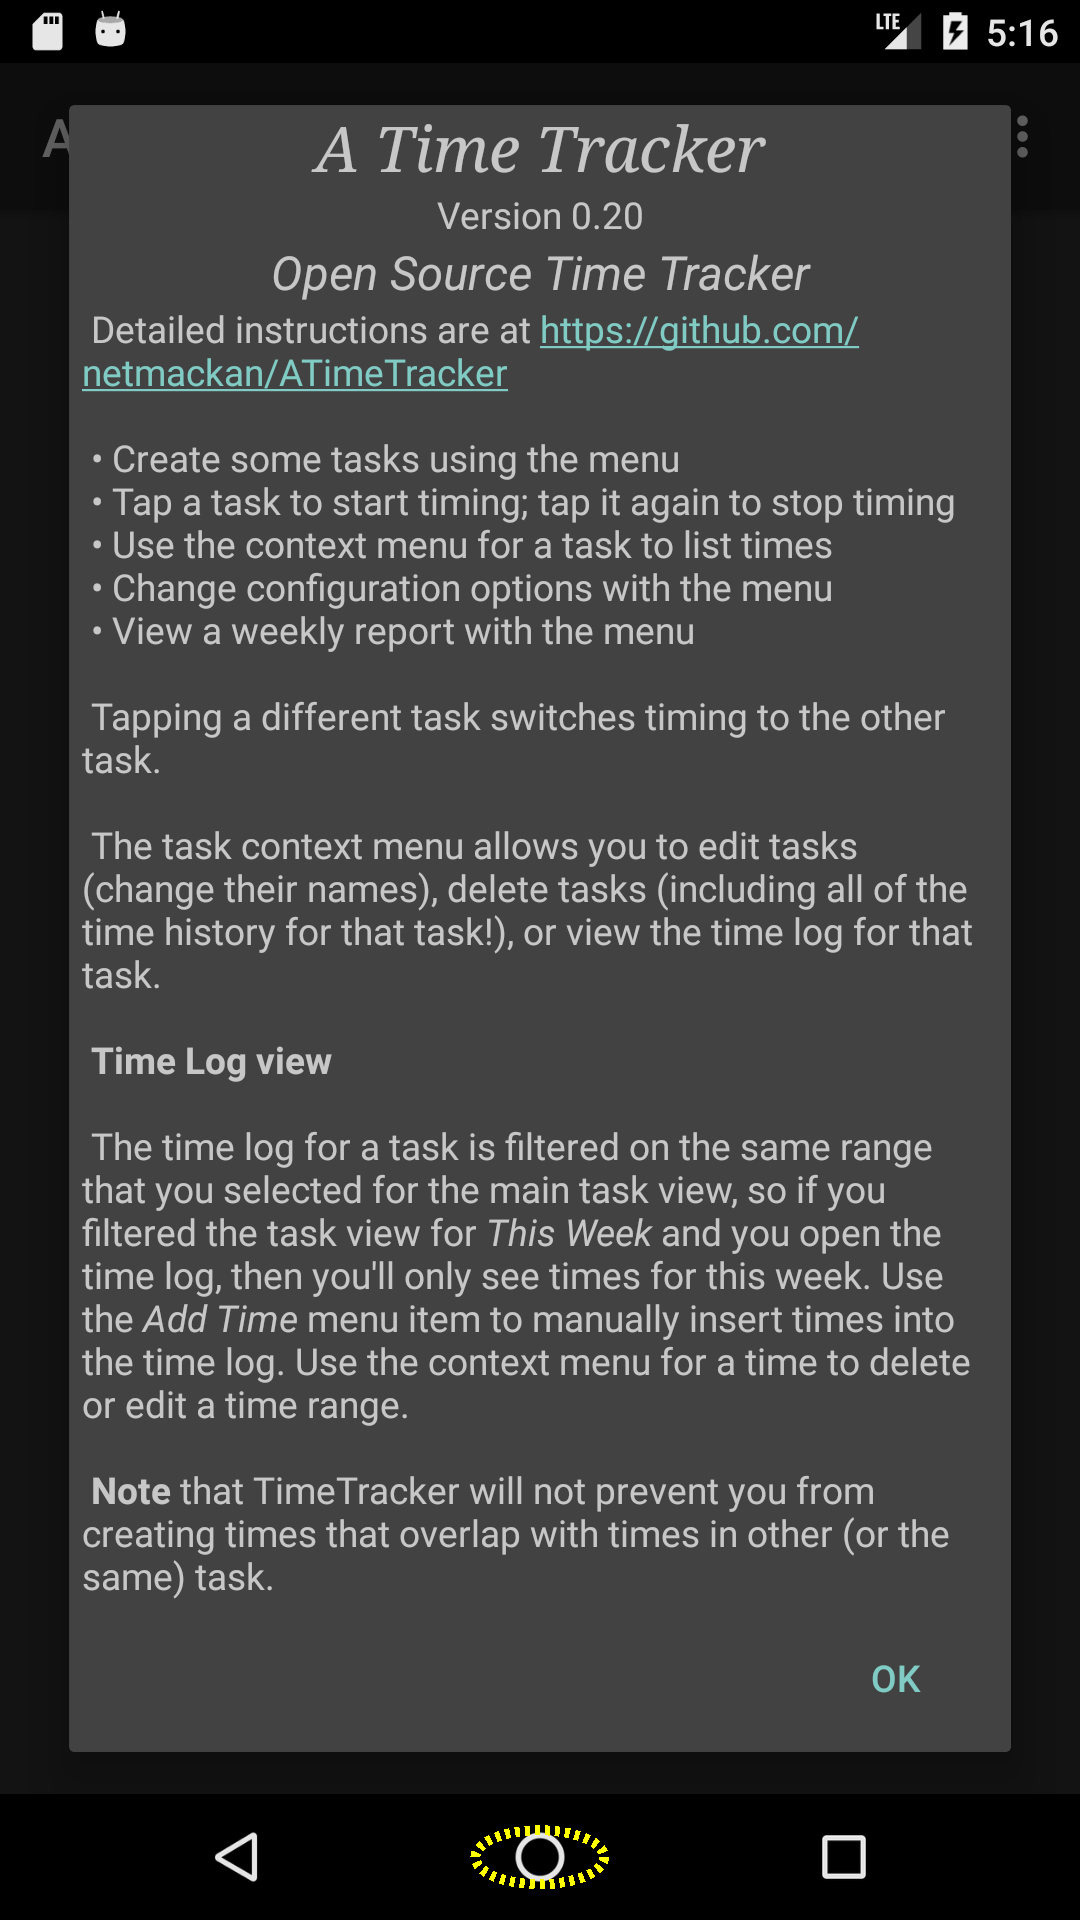 LTE 5:16
A
A Time Tracker
Version 0.20
Open Source Time Tracker
Detailed instructions are at https://github.com/
netmackan/ATimeTracker
• Create some tasks using the menu
• Tap a task to start timing; tap it again to stop timing
• Use the context menu for a task to list times
• Change configuration options with the menu
• View a weekly report with the menu
Tapping a different task switches timing to the other
task.
The task context menu allows you to edit tasks
(change their names), delete tasks (including all of the
time history for that task!), or view the time log for that
task.
Time Log view
The time log for a task is filtered on the same range
that you selected for the main task view, so if you
filtered the task view for This Week and you open the
time log, then you'll only see times for this week. Use
the Add Time menu item to manually insert times into
the time log. Use the context menu for a time to delete
or edit a time range.
Note that TimeTracker will not prevent you from
creating times that overlap with times in other (or the
same) task.
OK